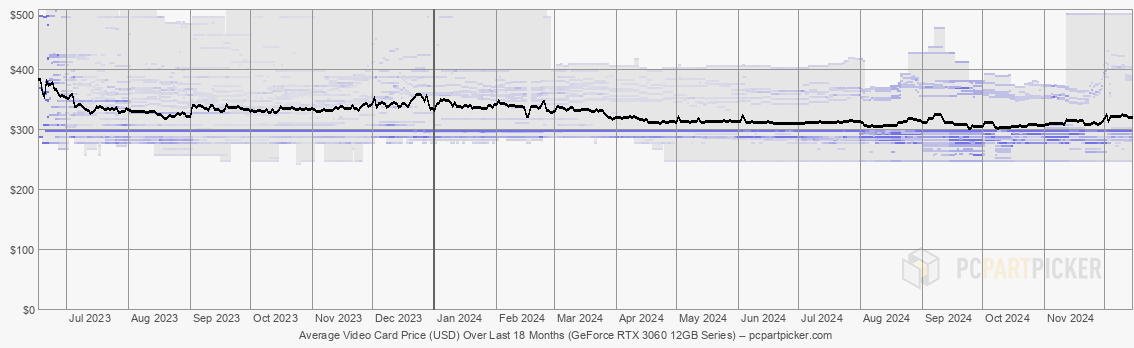 $500
$400
$300
$200
$100
$0
PCPARTPICKER
Jul 2023 Aug 2023 Sep 2023 Oct 2023 Nov 2023 Dec 2023 Jan 2024 Feb 2024 Mar 2024 Apr 2024 May 2024 Jun 2024 Jul 2024 Aug 2024 Sep 2024 Oct 2024 Nov 2024
Average Video Card Price (USD) Over Last 18 Months (GeForce RTX 3060 12GB Series) – pcpartpicker.com